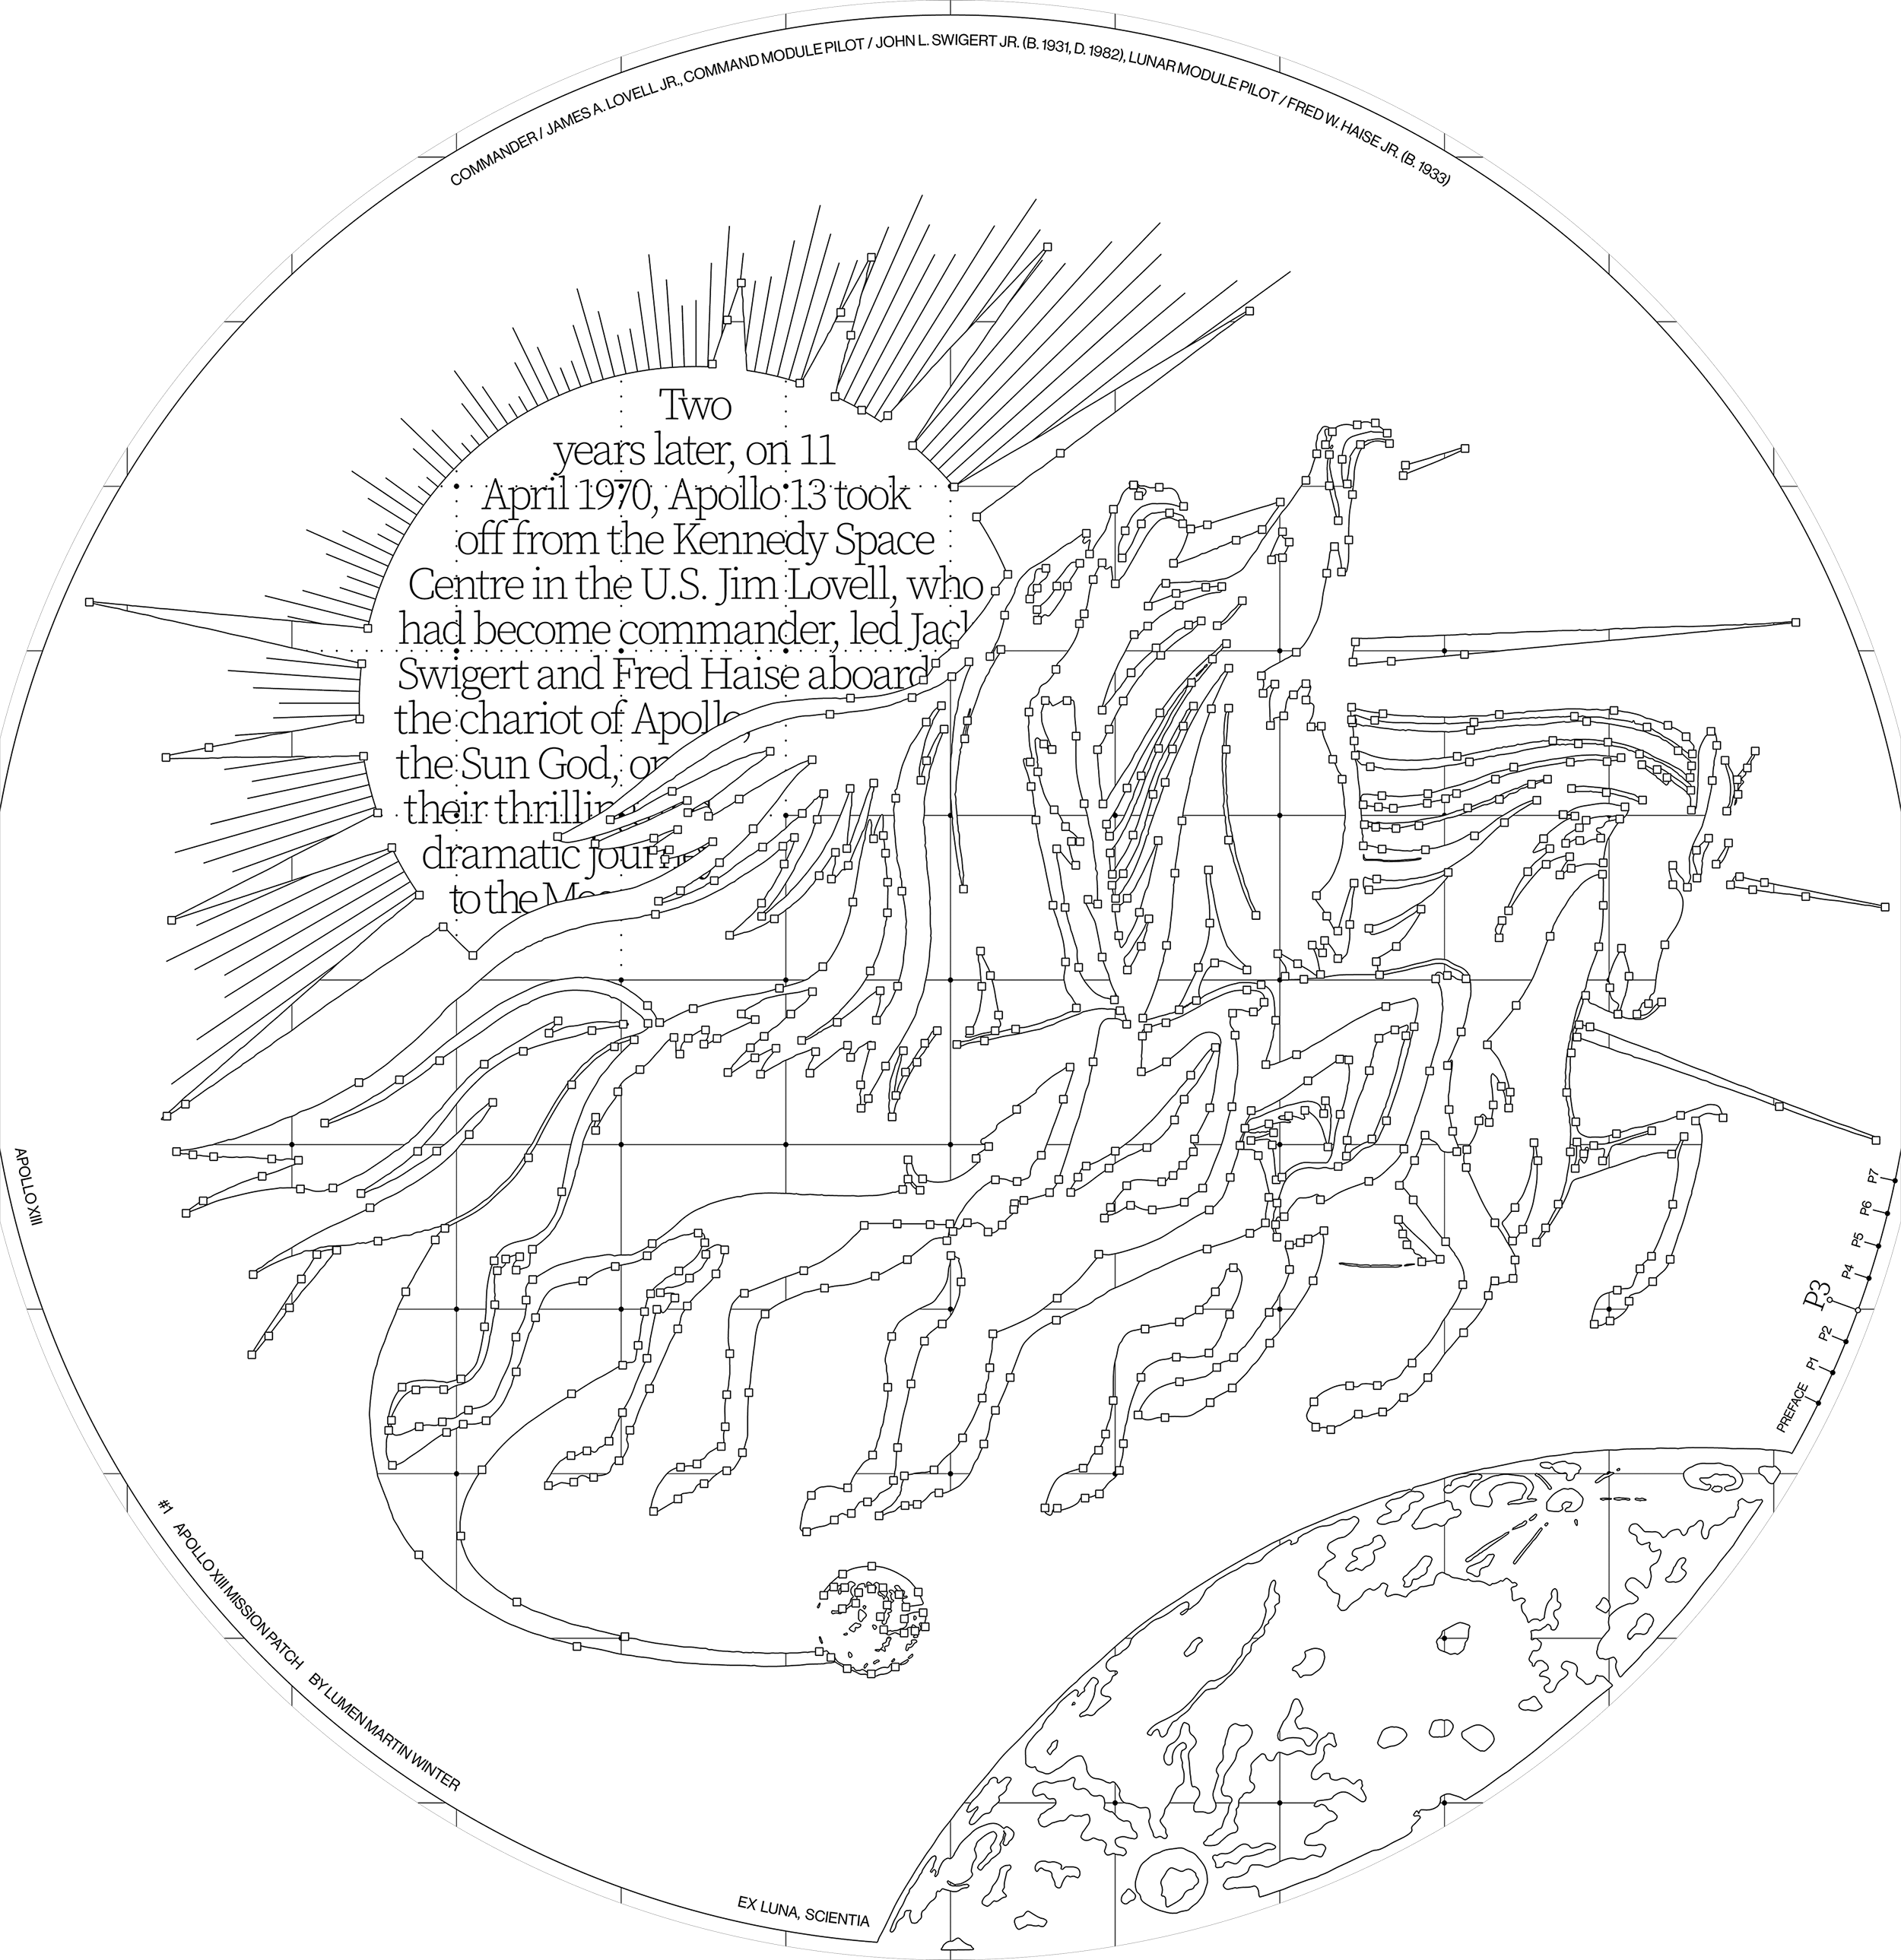 COMMANDER / JAMES A. LOVELL JR., COMMAND MODULE PILOT / JOHN L. SWIGERT JR. (B. 1931, D. 1982), LUNAR MODULE PILOT / FRED W. HAISE JR. (B. 1933)
Two
years later, on 11
April 1970, Apollo 13 took
off from the Kennedy Space
Centre in the U.S. Jim Lovell, who
had become commander, led
Swigert and Fred Haise aboard
the chariot of Apollo,
the Sun God, on
their
dramatic
to the
APOLLO XIII
P7
P6
P5
P4
P3
P2
P1
PREFACE
#1 APOLLO XIII MISSION PATCH BY LUMEN MARTIN WINTER
EX LUNA, SCIENTIA